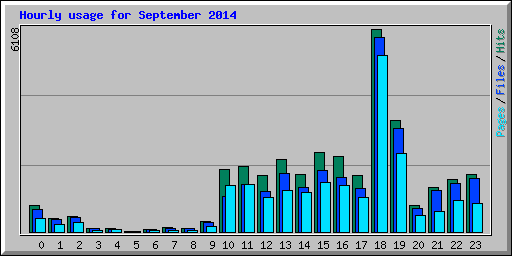 Hourly usage for September 2014
6108
Pages/Files/Hits
0 1 2 3 4 5 6 7 8 9 10 11 12 13 14 15 16 17 18 19 20 21 22 23